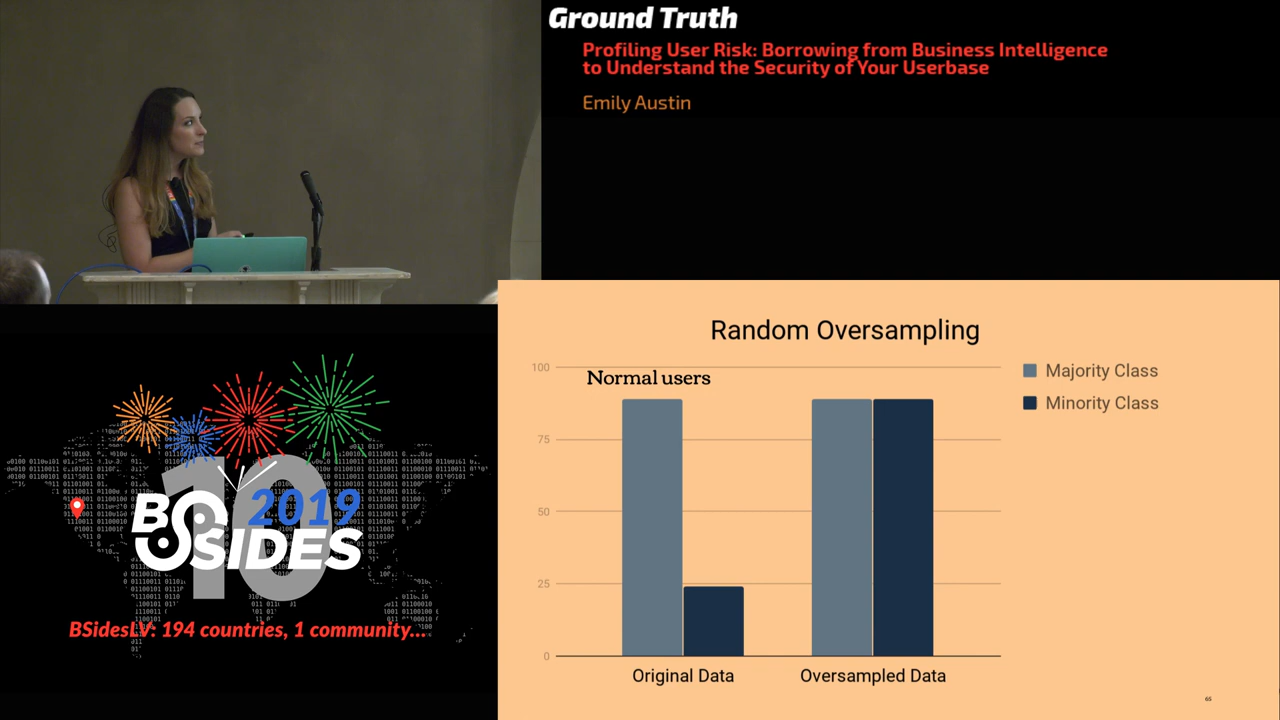 Ground Truth
Profiling User Risk: Borrowing from Business Intelligence
to Understand the Security of Your Userbase
Emily Austin
Random Oversampling
100
Normal users
75
50
25
0
Majority Class
Minority Class
Original Data
Oversampled Data
65
10
2019
BSIDES
BSidesLV: 194 countries, 1 community...